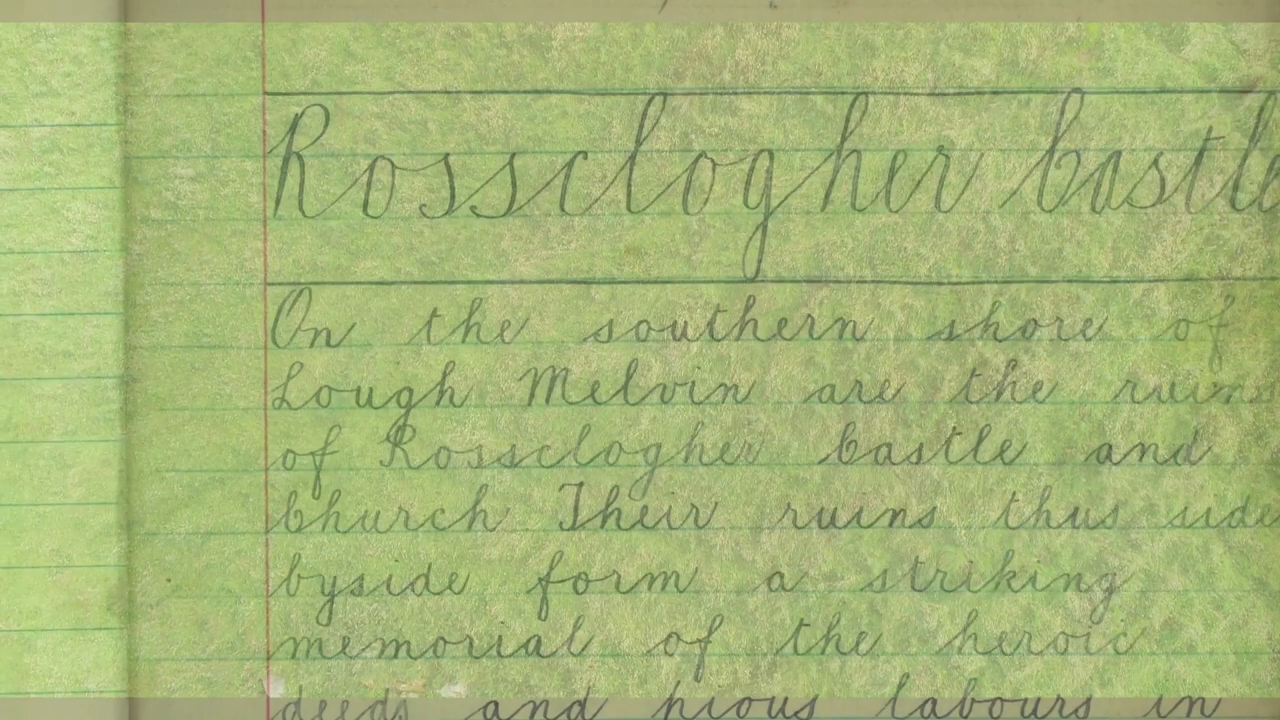 Rossclogher Castle
On the southern shore of
Lough Melvin are the ruins
of Rossclogher Castle and
Church Their ruins thus side
byside form a striking
memorial of the heroic
deeds and pious labours in